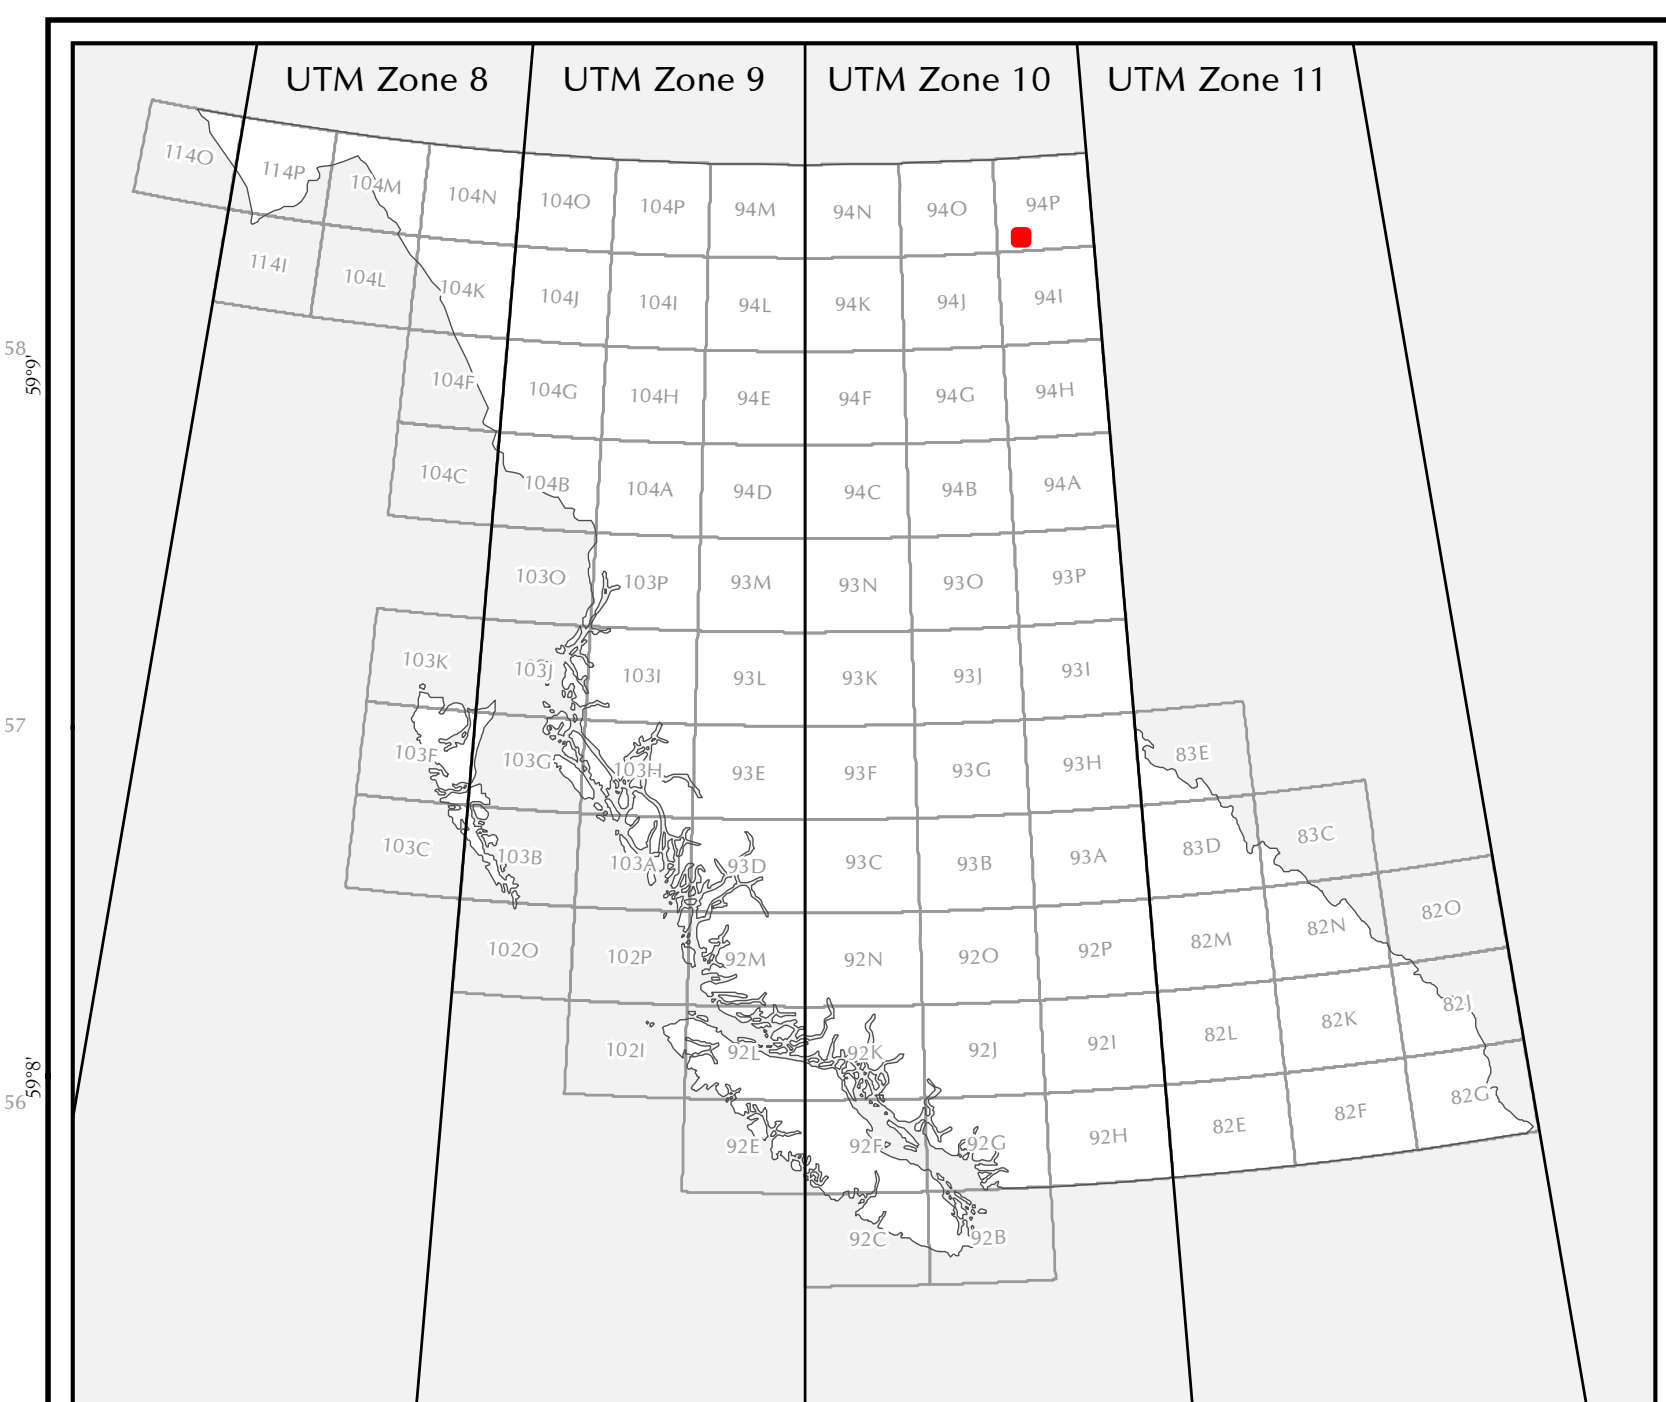 UTM Zone 8 UTM Zone 9 UTM Zone 10 UTM Zone 11
114O 114P 104M 104N 104O 104P 94M 94N 94O 94P
114I 104L 104K 104J 104I 94L 94K 94J 94I
58
59°9'
104F 104G 104H 94E 94F 94G 94H
104C 104B 104A 94D 94C 94B 94A
103O 103P 93M 93N 93O 93P
103K 103J 103I 93L 93K 93J 93I
57
103F 103G 103H 93E 93F 93G 93H 83E
103C 103B 103A 93D 93C 93B 93A 83D 83C
102O 102P 92M 92N 92O 92P 82M 82N 82O
102I 92L 92K 92J 92I 82L 82K 82J
59°8'
56
92E 92F 92G 92H 82E 82F 82G
92C 92B